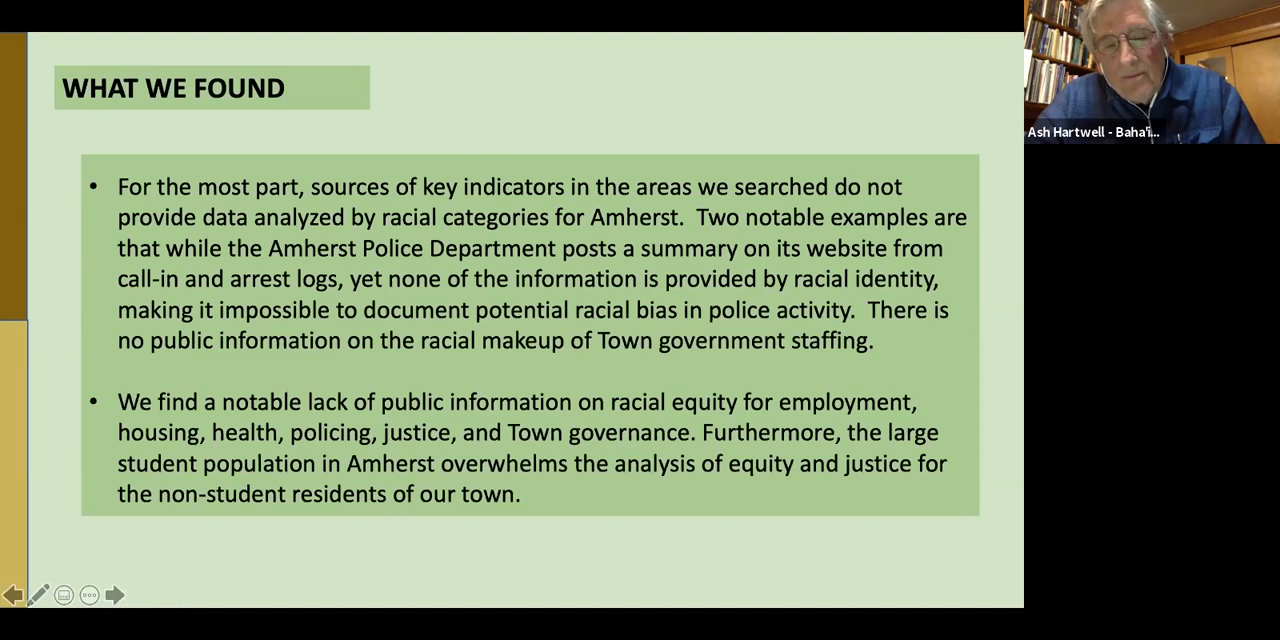 WHAT WE FOUND
• For the most part, sources of key indicators in the areas we searched do not
provide data analyzed by racial categories for Amherst.  Two notable examples are
that while the Amherst Police Department posts a summary on its website from
call-in and arrest logs, yet none of the information is provided by racial identity,
making it impossible to document potential racial bias in police activity.  There is
no public information on the racial makeup of Town government staffing.
• We find a notable lack of public information on racial equity for employment,
housing, health, policing, justice, and Town governance. Furthermore, the large
student population in Amherst overwhelms the analysis of equity and justice for
the non-student residents of our town.
Ash Hartwell - Baha'i...